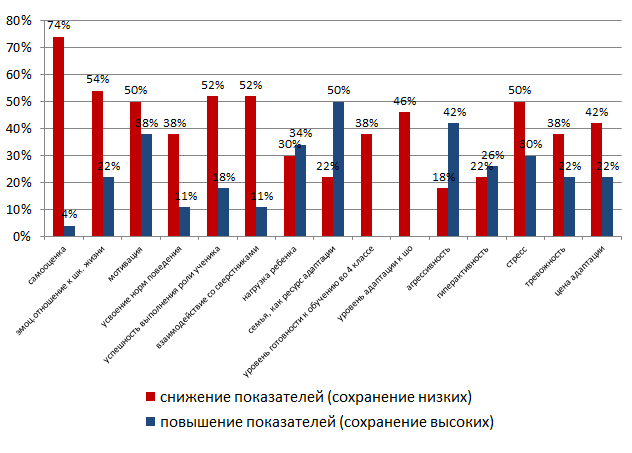 80%
70%
60%
50%
40%
30%
20%
10%
0%
74%
4%
54%
22%
50%
38%
38%
11%
52%
18%
52%
11%
30%
34%
22%
50%
38%
46%
18%
42%
22%
26%
50%
30%
38%
22%
42%
22%
самооценка
эмоц.отношение к шк. жизни
мотивация
усвоение норм поведения
успешность выполнения роли ученика
взаимодействие со сверстниками
нагрузка ребенка
семья, как ресурс адаптации
уровень готовности к обучению во 4 классе
уровень адаптации к шо
агрессивность
гиперактивность
стресс
тревожность
цена адаптации
снижение показателей (сохранение низких)
повышение показателей (сохранение высоких)